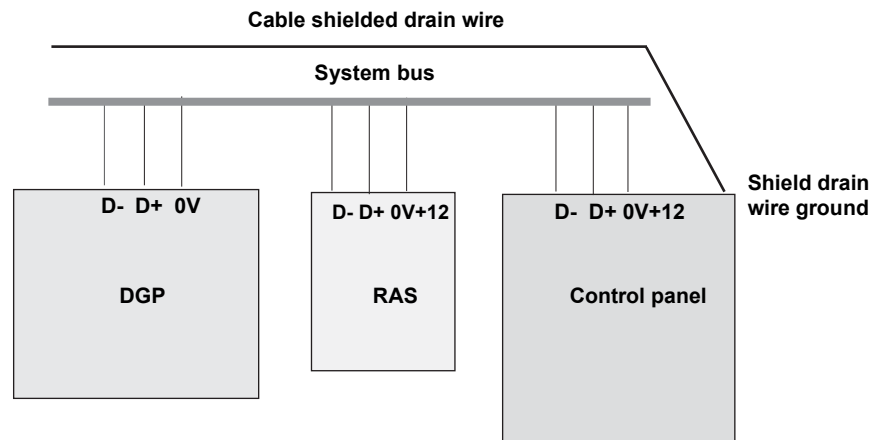 Cable shielded drain wire
System bus
Shield drain
wire ground
D- D+ 0V
D- D+ 0V+12
D- D+ 0V+12
DGP
RAS
Control panel